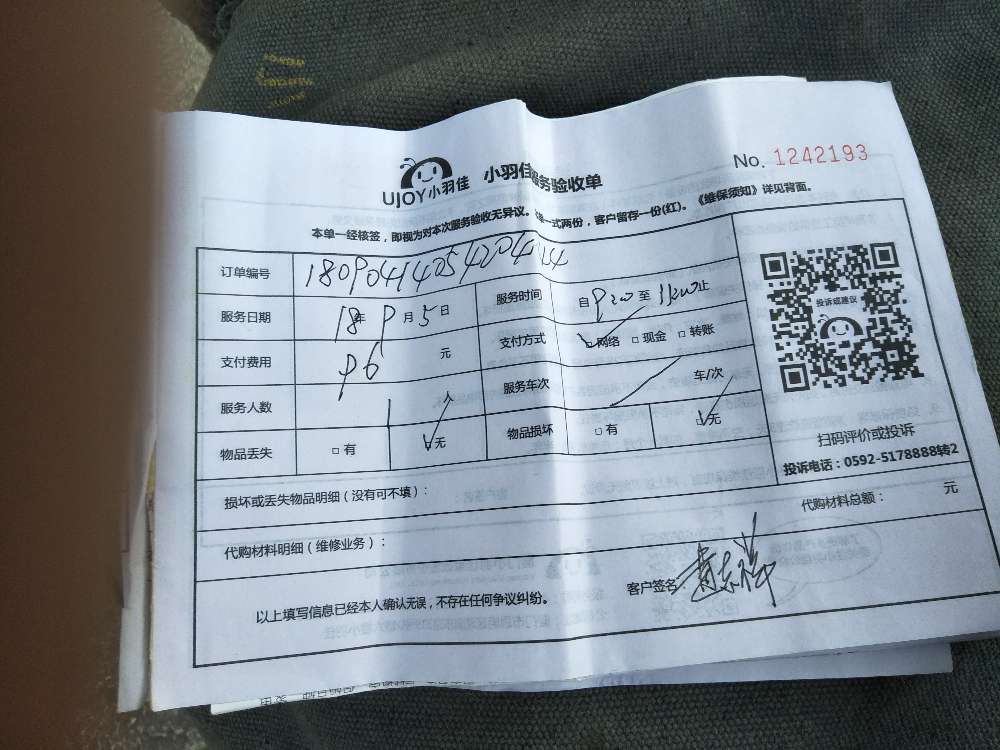 No. 1242193
UJOY小羽佳 小羽佳服务验收单
本单一经核签，即视为对本次服务验收无异议。本单一式两份，客户留存一份(红)。《维保须知》详见背面。
订单编号 18090414054204
服务日期 18年 9月5日 服务时间 自 900 至 1100止
支付费用 96 元 支付方式 ☑网络 □现金 □转账
服务人数 1 人 服务车次 / 车/次
物品丢失 □有 ☑无 物品损坏 □有 ☑无
投诉或建议
扫码评价或投诉
投诉电话：0592-5178888转2
损坏或丢失物品明细（没有可不填）：
代购材料明细（维修业务）： 代购材料总额： 元
以上填写信息已经本人确认无误，不存在任何争议纠纷。 客户签名 黄志祥